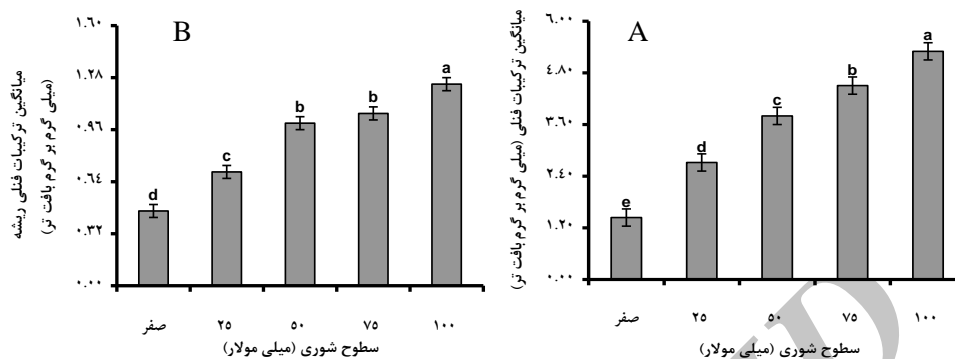 B
میانگین ترکیبات فنلی ریشه
(میلی گرم بر گرم بافت تر)
۱.۶۰
۱.۲۸
۰.۹۶
۰.۶۴
۰.۳۲
۰.۰۰
d
c
b
b
a
صفر
۲۵
۵۰
۷۵
۱۰۰
سطوح شوری (میلی مولار)
A
میانگین ترکیبات فنلی (میلی گرم بر گرم بافت تر)
۶.۰۰
۴.۸۰
۳.۶۰
۲.۴۰
۱.۲۰
۰.۰۰
e
d
c
b
a
صفر
۲۵
۵۰
۷۵
۱۰۰
سطوح شوری (میلی مولار)